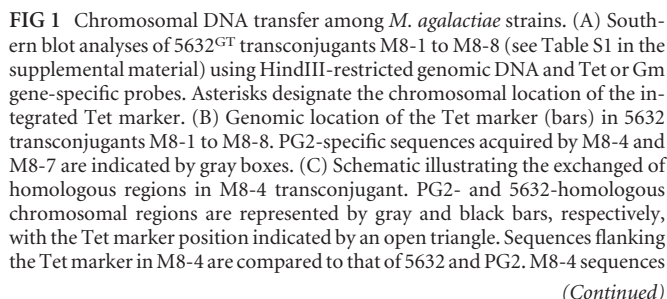 FIG 1 Chromosomal DNA transfer among M. agalactiae strains. (A) South-
ern blot analyses of 5632GT transconjugants M8-1 to M8-8 (see Table S1 in the
supplemental material) using HindIII-restricted genomic DNA and Tet or Gm
gene-specific probes. Asterisks designate the chromosomal location of the in-
tegrated Tet marker. (B) Genomic location of the Tet marker (bars) in 5632
transconjugants M8-1 to M8-8. PG2-specific sequences acquired by M8-4 and
M8-7 are indicated by gray boxes. (C) Schematic illustrating the exchanged of
homologous regions in M8-4 transconjugant. PG2- and 5632-homologous
chromosomal regions are represented by gray and black bars, respectively,
with the Tet marker position indicated by an open triangle. Sequences flanking
the Tet marker in M8-4 are compared to that of 5632 and PG2. M8-4 sequences
(Continued)